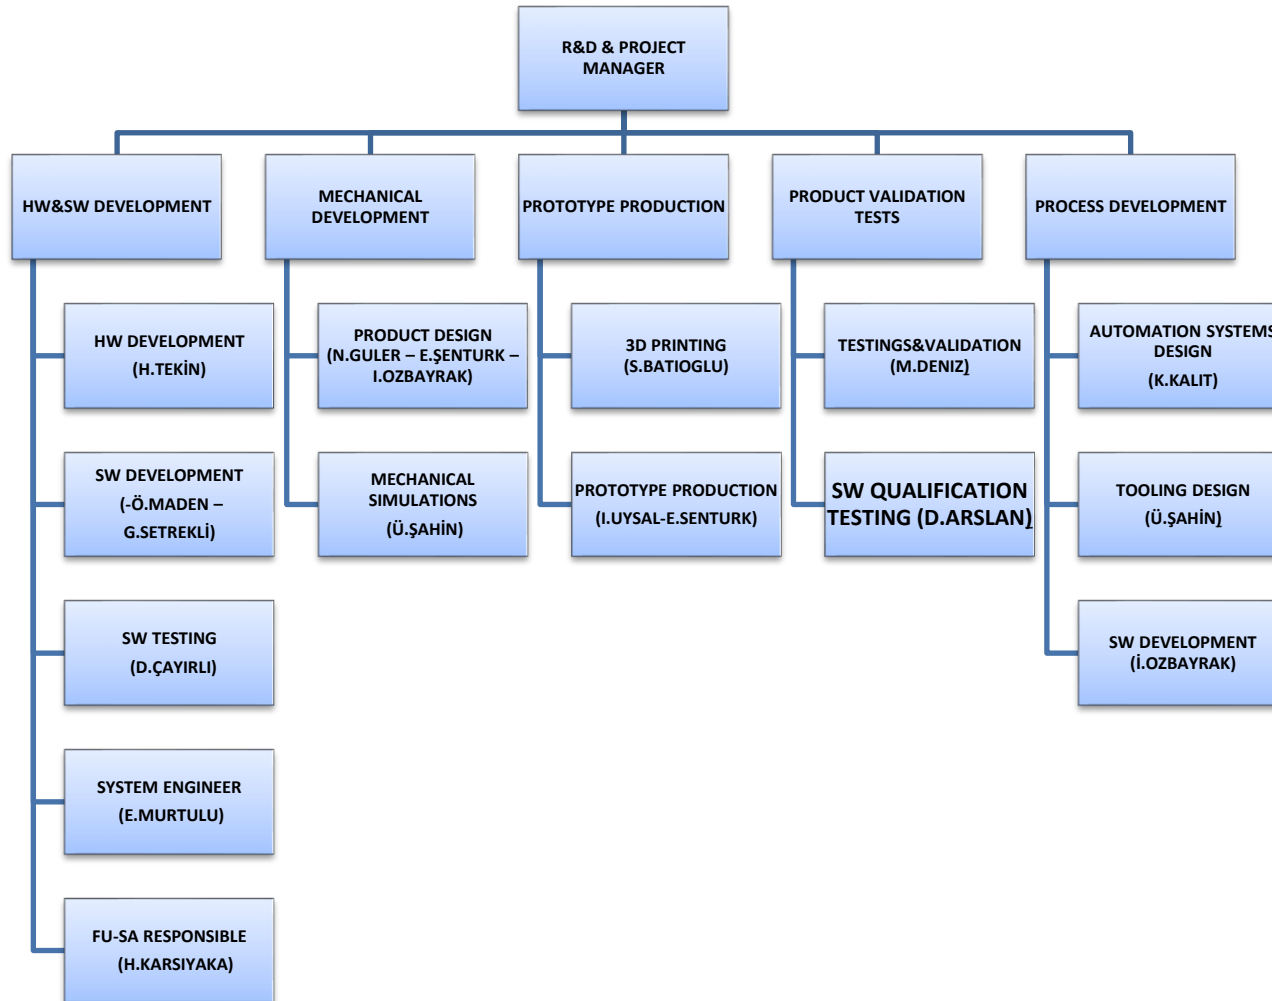 R&D & PROJECT
MANAGER
HW&SW DEVELOPMENT
MECHANICAL
DEVELOPMENT
PROTOTYPE PRODUCTION
PRODUCT VALIDATION
TESTS
PROCESS DEVELOPMENT
HW DEVELOPMENT
(H.TEKİN)
PRODUCT DESIGN
(N.GULER – E.ŞENTURK –
I.OZBAYRAK)
3D PRINTING
(S.BATIOGLU)
TESTINGS&VALIDATION
(M.DENIZ)
AUTOMATION SYSTEMS
DESIGN
(K.KALIT)
SW DEVELOPMENT
(-Ö.MADEN –
G.SETREKLİ)
MECHANICAL
SIMULATIONS
(Ü.ŞAHİN)
PROTOTYPE PRODUCTION
(I.UYSAL-E.SENTURK)
SW QUALIFICATION
TESTING (D.ARSLAN)
TOOLING DESIGN
(Ü.ŞAHİN)
SW TESTING
(D.ÇAYIRLI)
SW DEVELOPMENT
(İ.OZBAYRAK)
SYSTEM ENGINEER
(E.MURTULU)
FU-SA RESPONSIBLE
(H.KARSIYAKA)